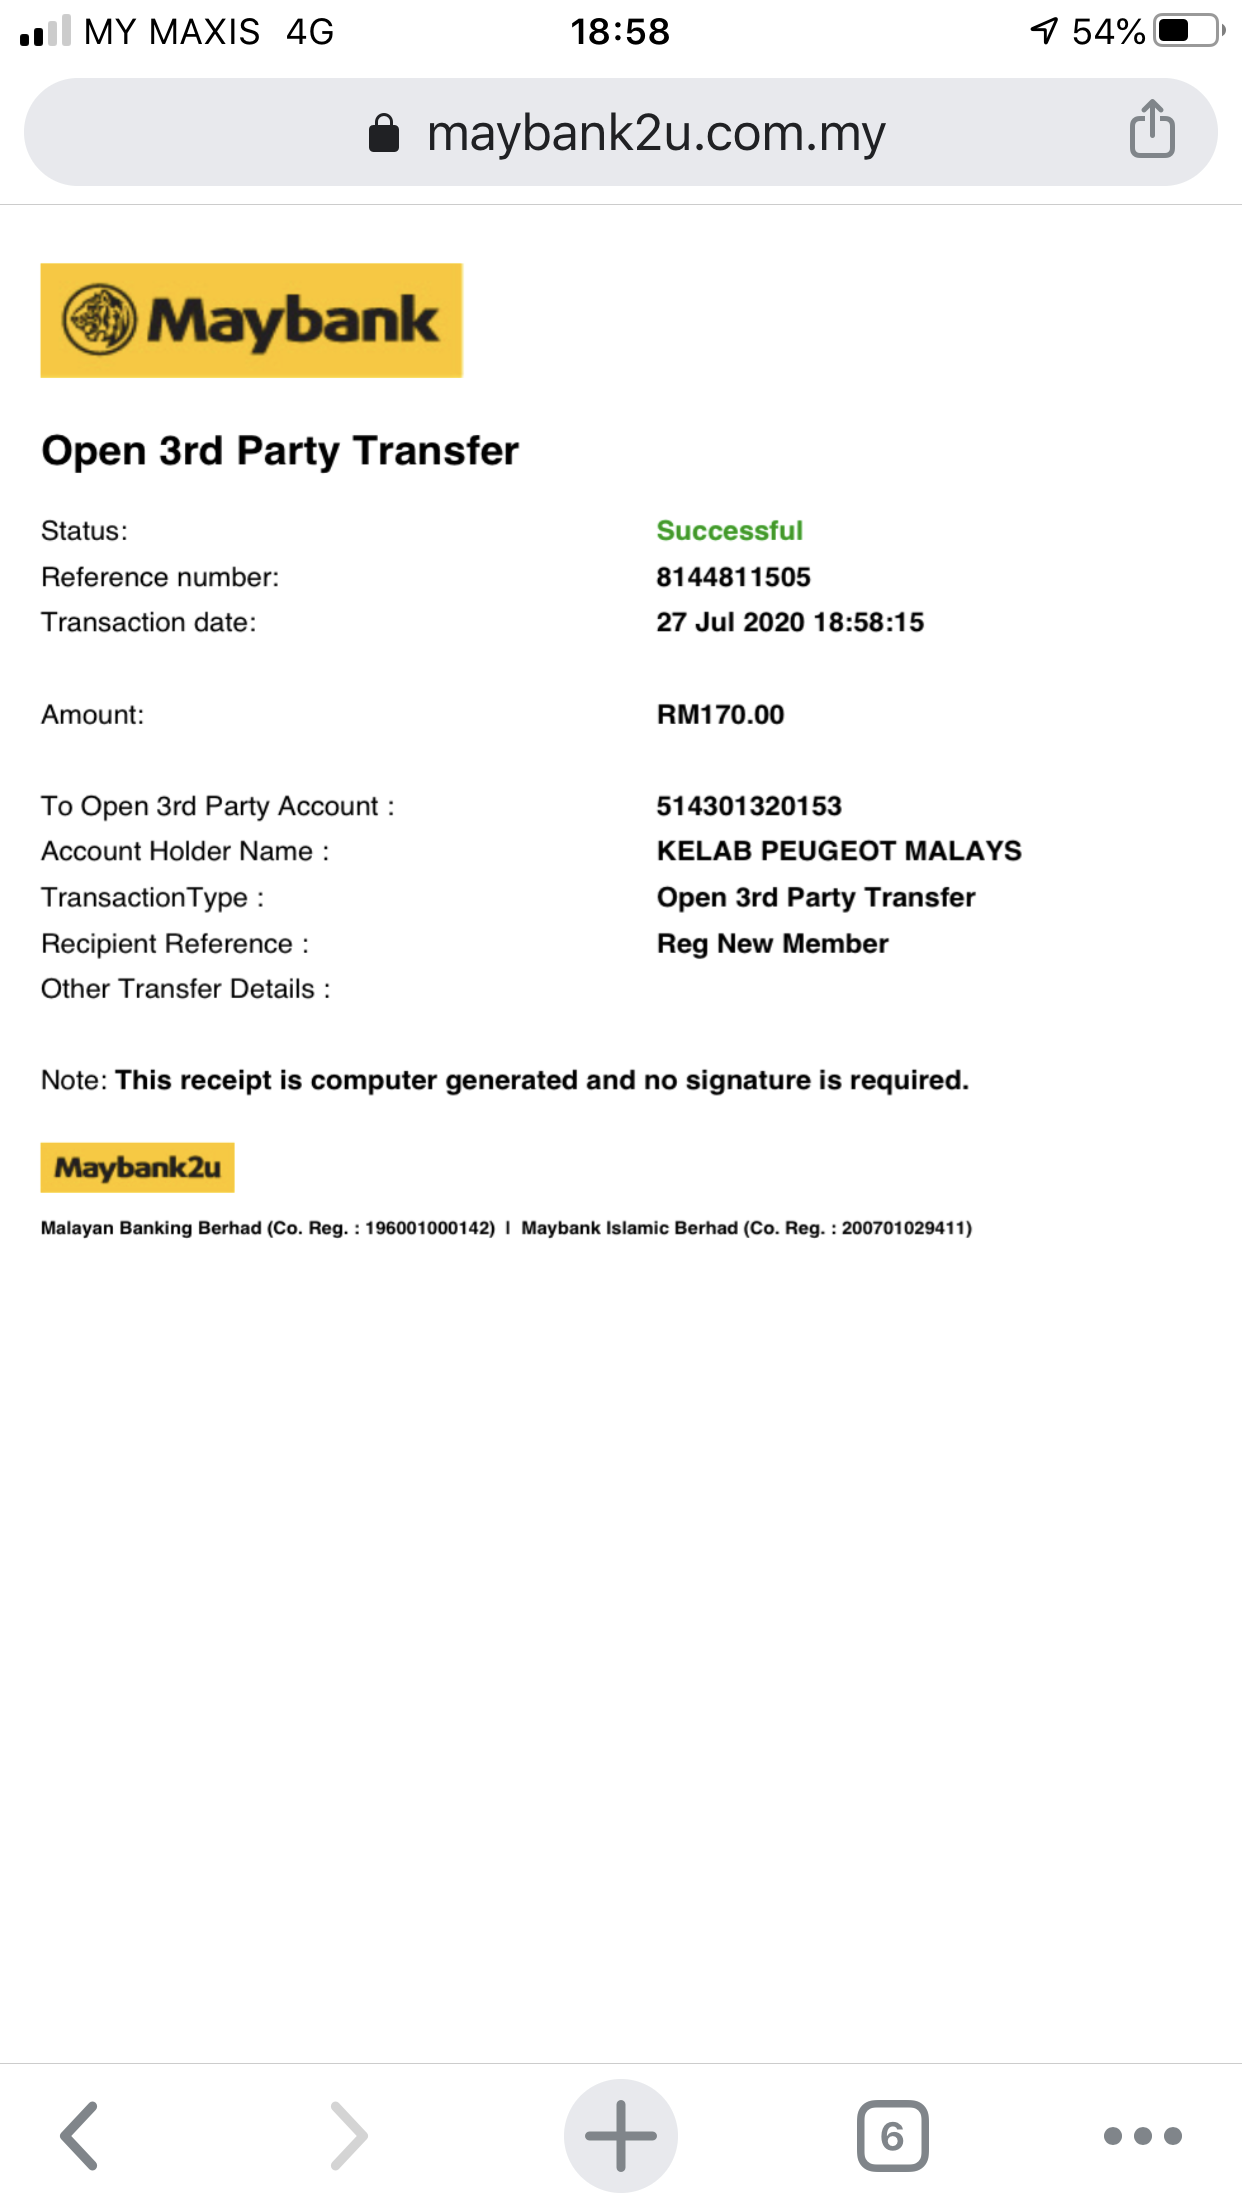 MY MAXIS 4G 18:58 54%
maybank2u.com.my
Maybank
Open 3rd Party Transfer
Status: Successful
Reference number: 8144811505
Transaction date: 27 Jul 2020 18:58:15
Amount: RM170.00
To Open 3rd Party Account : 514301320153
Account Holder Name : KELAB PEUGEOT MALAYS
TransactionType : Open 3rd Party Transfer
Recipient Reference : Reg New Member
Other Transfer Details :
Note: This receipt is computer generated and no signature is required.
Maybank2u
Malayan Banking Berhad (Co. Reg. : 196001000142) | Maybank Islamic Berhad (Co. Reg. : 200701029411)
6